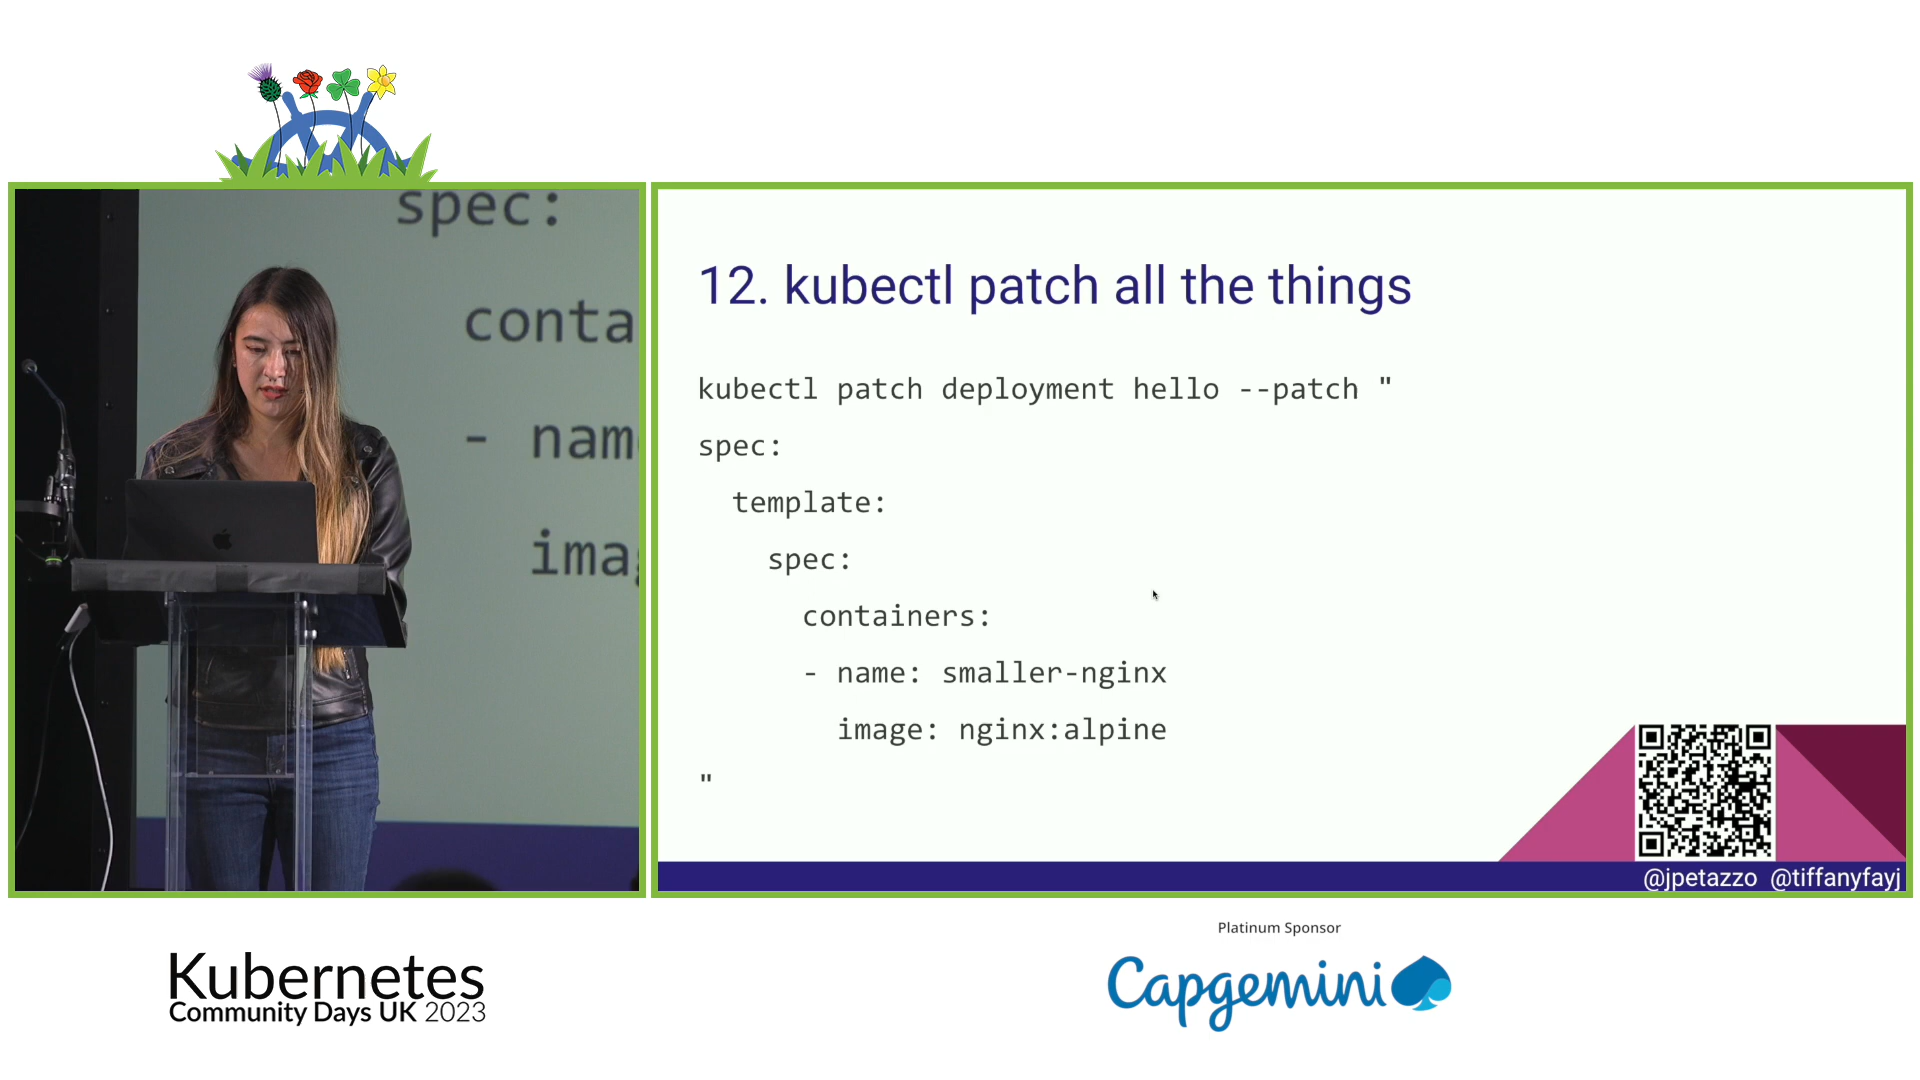 spec:
conta
- nam
ima
12. kubectl patch all the things
kubectl patch deployment hello --patch "
spec:
template:
spec:
containers:
- name: smaller-nginx
image: nginx:alpine
"
@jpetazzo @tiffanyfayj
Kubernetes
Community Days UK 2023
Platinum Sponsor
Capgemini